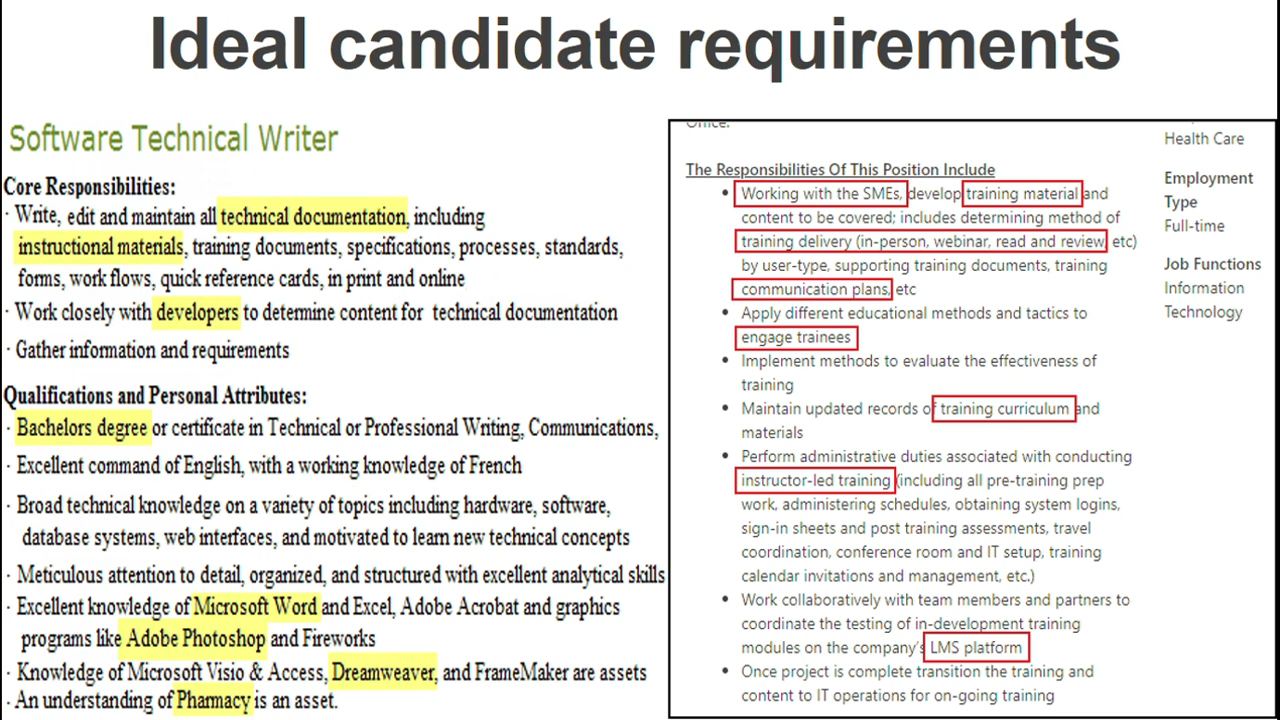 Ideal candidate requirements
Software Technical Writer
Core Responsibilities:
· Write, edit and maintain all technical documentation, including
instructional materials, training documents, specifications, processes, standards,
forms, work flows, quick reference cards, in print and online
· Work closely with developers to determine content for technical documentation
· Gather information and requirements
Qualifications and Personal Attributes:
· Bachelors degree or certificate in Technical or Professional Writing, Communications,
· Excellent command of English, with a working knowledge of French
· Broad technical knowledge on a variety of topics including hardware, software,
database systems, web interfaces, and motivated to learn new technical concepts
· Meticulous attention to detail, organized, and structured with excellent analytical skills
· Excellent knowledge of Microsoft Word and Excel, Adobe Acrobat and graphics
programs like Adobe Photoshop and Fireworks
· Knowledge of Microsoft Visio & Access, Dreamweaver, and FrameMaker are assets
· An understanding of Pharmacy is an asset.
Office.
The Responsibilities Of This Position Include
• Working with the SMEs, develop training material and
content to be covered; includes determining method of
training delivery (in-person, webinar, read and review, etc)
by user-type, supporting training documents, training
communication plans, etc
• Apply different educational methods and tactics to
engage trainees
• Implement methods to evaluate the effectiveness of
training
• Maintain updated records of training curriculum and
materials
• Perform administrative duties associated with conducting
instructor-led training (including all pre-training prep
work, administering schedules, obtaining system logins,
sign-in sheets and post training assessments, travel
coordination, conference room and IT setup, training
calendar invitations and management, etc.)
• Work collaboratively with team members and partners to
coordinate the testing of in-development training
modules on the company's LMS platform
• Once project is complete transition the training and
content to IT operations for on-going training
Health Care
Employment
Type
Full-time
Job Functions
Information
Technology